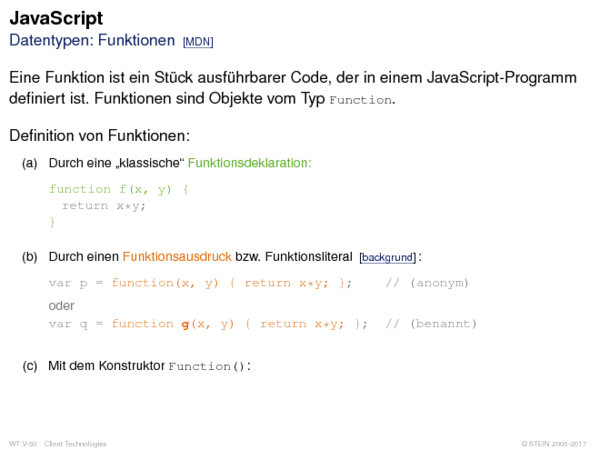 JavaScript
Datentypen: Funktionen [MDN]
Eine Funktion ist ein Stück ausführbarer Code, der in einem JavaScript-Programm
definiert ist. Funktionen sind Objekte vom Typ Function.
Definition von Funktionen:
(a) Durch eine „klassische“ Funktionsdeklaration:
function f(x, y) {
return x*y;
}
(b) Durch einen Funktionsausdruck bzw. Funktionsliteral [backgrund]:
var p = function(x, y) { return x*y; }; // (anonym)
oder
var q = function g(x, y) { return x*y; }; // (benannt)
(c) Mit dem Konstruktor Function():
WT:V-50 Client Technologies © STEIN 2005-2017